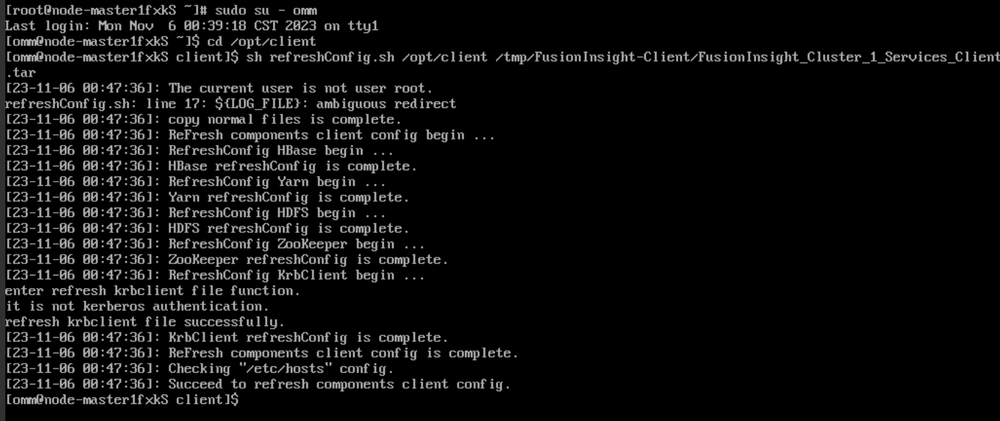 [root@node-master1fxkS ~]# sudo su - omm
Last login: Mon Nov  6 00:39:18 CST 2023 on tty1
[omm@node-master1fxkS ~]$ cd /opt/client
[omm@node-master1fxkS client]$ sh refreshConfig.sh /opt/client /tmp/FusionInsight-Client/FusionInsight_Cluster_1_Services_Client
.tar
[23-11-06 00:47:36]: The current user is not user root.
refreshConfig.sh: line 17: ${LOG_FILE}: ambiguous redirect
[23-11-06 00:47:36]: copy normal files is complete.
[23-11-06 00:47:36]: ReFresh components client config begin ...
[23-11-06 00:47:36]: RefreshConfig HBase begin ...
[23-11-06 00:47:36]: HBase refreshConfig is complete.
[23-11-06 00:47:36]: RefreshConfig Yarn begin ...
[23-11-06 00:47:36]: Yarn refreshConfig is complete.
[23-11-06 00:47:36]: RefreshConfig HDFS begin ...
[23-11-06 00:47:36]: HDFS refreshConfig is complete.
[23-11-06 00:47:36]: RefreshConfig ZooKeeper begin ...
[23-11-06 00:47:36]: ZooKeeper refreshConfig is complete.
[23-11-06 00:47:36]: RefreshConfig KrbClient begin ...
enter refresh krbclient file function.
it is not kerberos authentication.
refresh krbclient file successfully.
[23-11-06 00:47:36]: KrbClient refreshConfig is complete.
[23-11-06 00:47:36]: ReFresh components client config is complete.
[23-11-06 00:47:36]: Checking "/etc/hosts" config.
[23-11-06 00:47:36]: Succeed to refresh components client config.
[omm@node-master1fxkS client]$